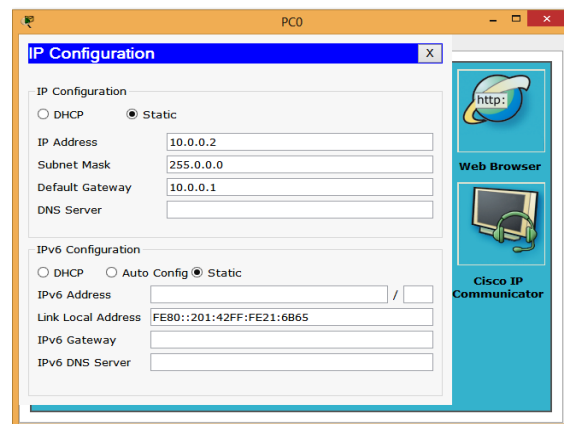 PC0
IP Configuration X
IP Configuration
DHCP Static
IP Address 10.0.0.2
Subnet Mask 255.0.0.0
Default Gateway 10.0.0.1
DNS Server
IPv6 Configuration
DHCP Auto Config Static
IPv6 Address /
Link Local Address FE80::201:42FF:FE21:6B65
IPv6 Gateway
IPv6 DNS Server
http:
Web Browser
Cisco IP
Communicator